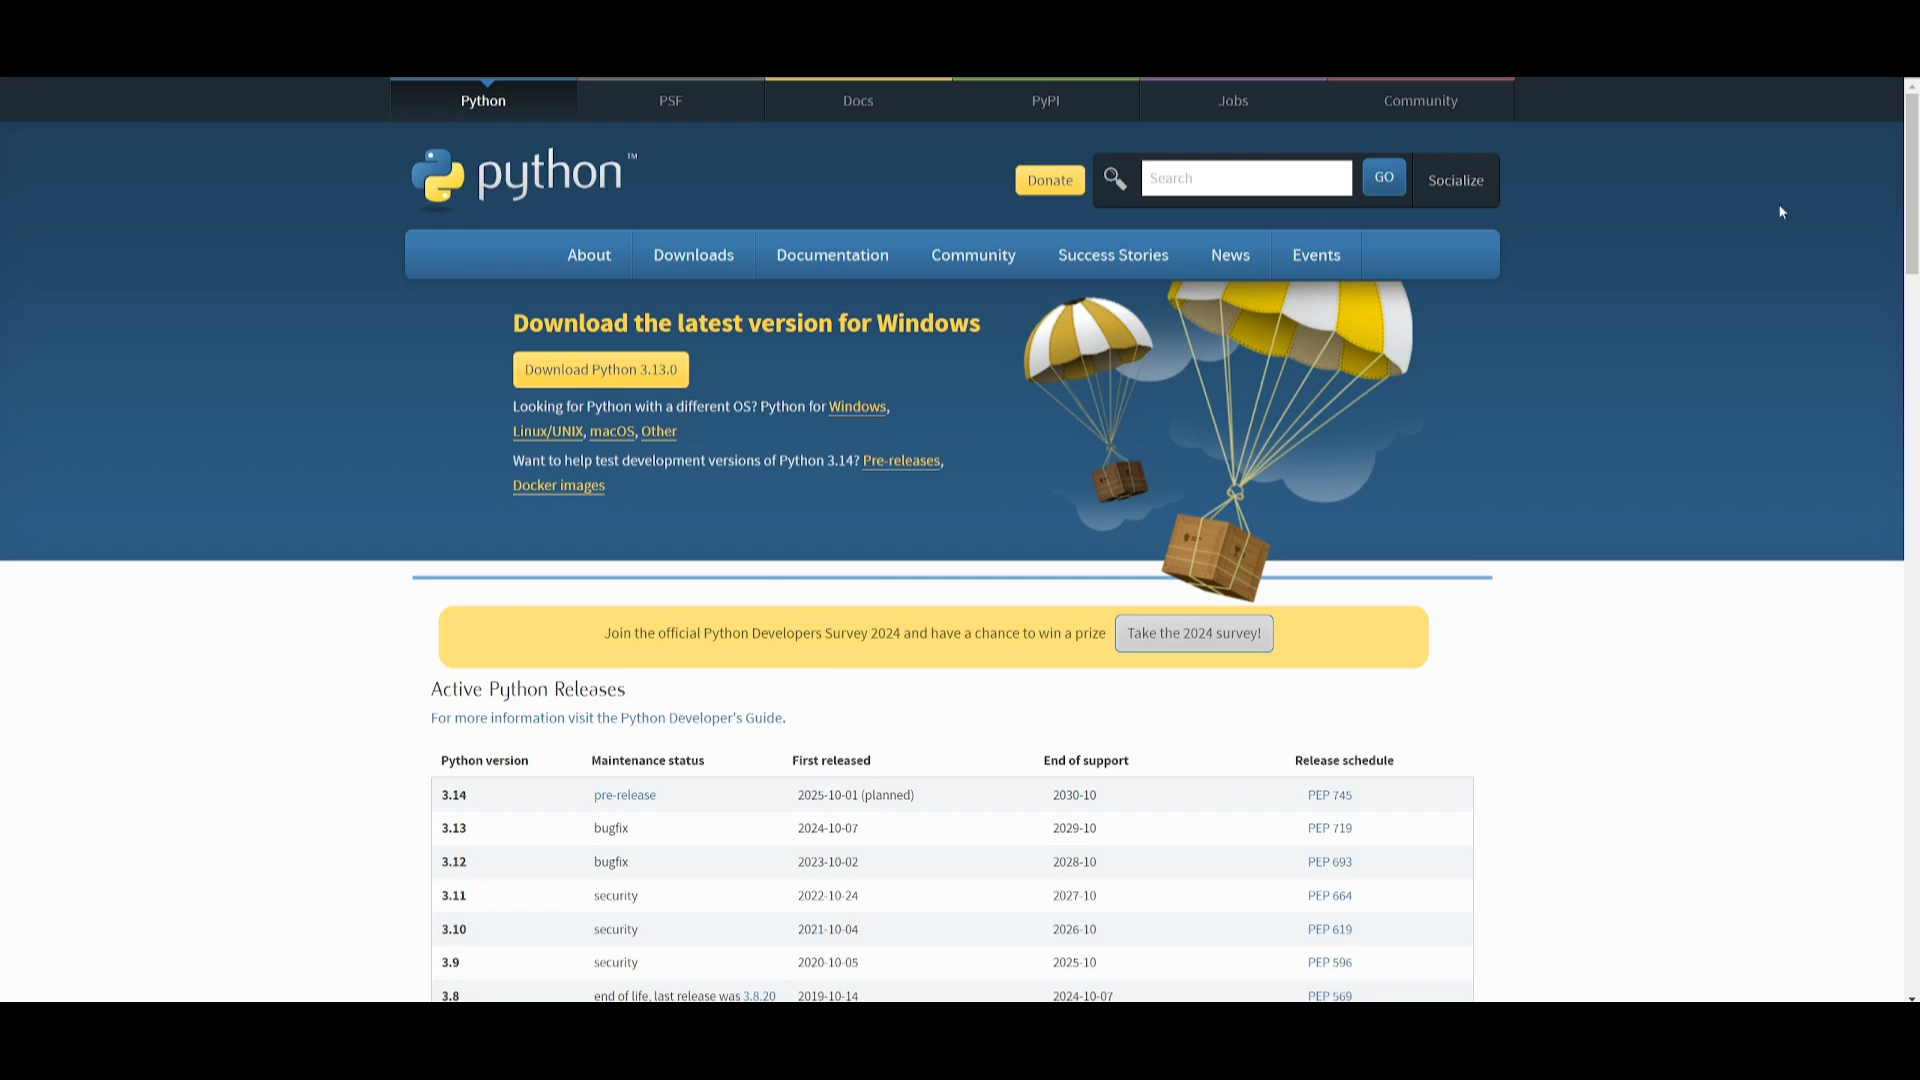 Python PSF Docs PyPI Jobs Community
python™
Donate Search GO Socialize
About Downloads Documentation Community Success Stories News Events
Download the latest version for Windows
Download Python 3.13.0
Looking for Python with a different OS? Python for Windows,
Linux/UNIX, macOS, Other
Want to help test development versions of Python 3.14? Pre-releases,
Docker images
Join the official Python Developers Survey 2024 and have a chance to win a prize Take the 2024 survey!
Active Python Releases
For more information visit the Python Developer's Guide.
Python version Maintenance status First released End of support Release schedule
3.14 pre-release 2025-10-01 (planned) 2030-10 PEP 745
3.13 bugfix 2024-10-07 2029-10 PEP 719
3.12 bugfix 2023-10-02 2028-10 PEP 693
3.11 security 2022-10-24 2027-10 PEP 664
3.10 security 2021-10-04 2026-10 PEP 619
3.9 security 2020-10-05 2025-10 PEP 596
3.8 end of life, last release was 3.8.20 2019-10-14 2024-10-07 PEP 569